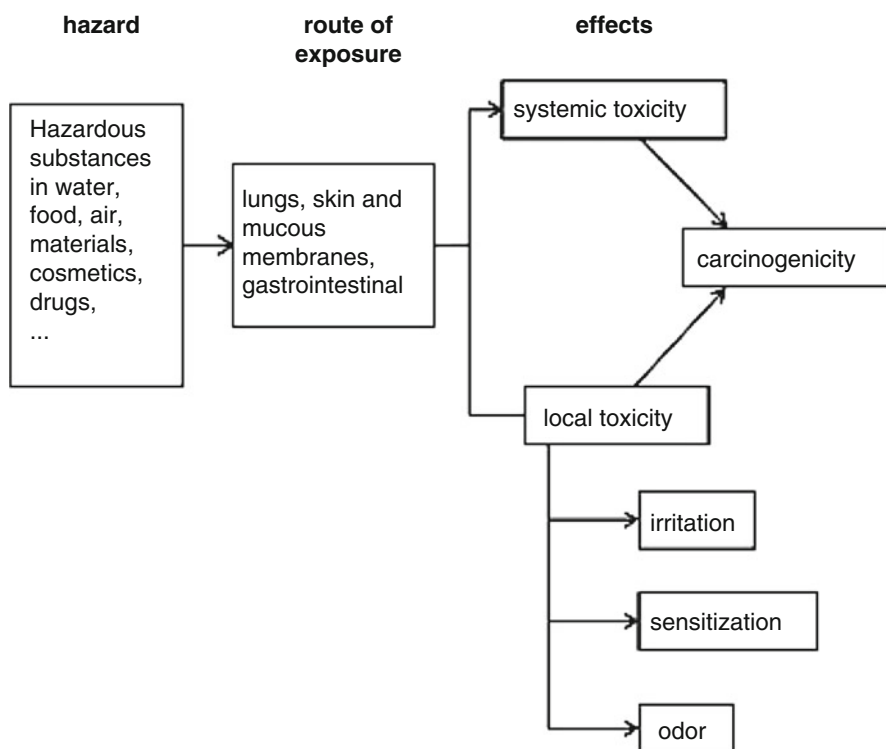 hazard
route of
exposure
effects
Hazardous
substances
in water,
food, air,
materials,
cosmetics,
drugs,
...
lungs, skin and
mucous
membranes,
gastrointestinal
systemic toxicity
carcinogenicity
local toxicity
irritation
sensitization
odor